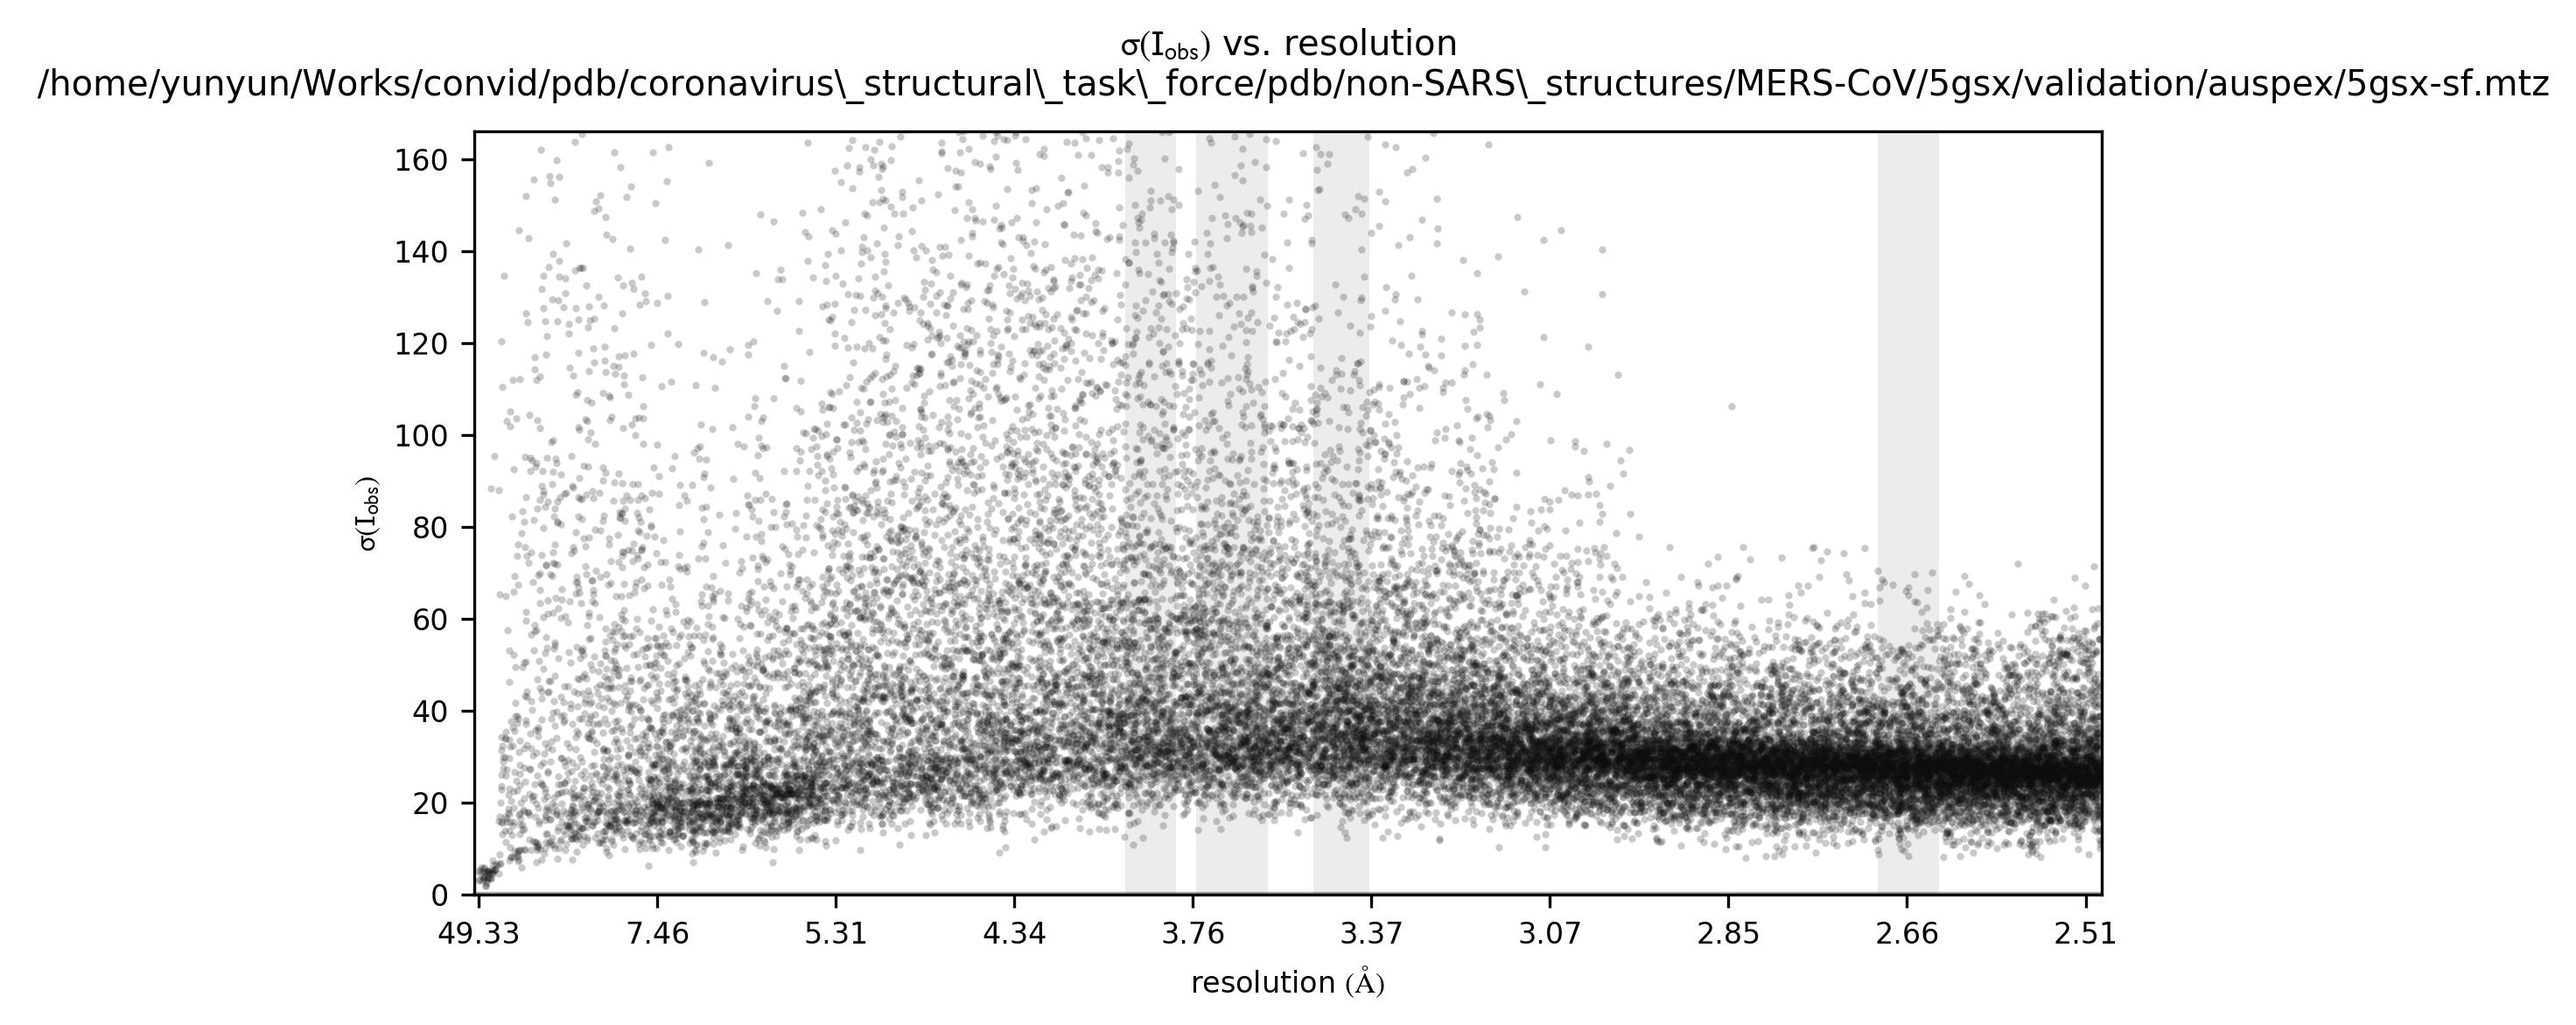 σ(I_obs) vs. resolution
/home/yunyun/Works/convid/pdb/coronavirus\_structural\_task\_force/pdb/non-SARS\_structures/MERS-CoV/5gsx/validation/auspex/5gsx-sf.mtz
160
140
120
100
80
60
40
20
0
σ(I_obs)
49.33 7.46 5.31 4.34 3.76 3.37 3.07 2.85 2.66 2.51
resolution (Å)